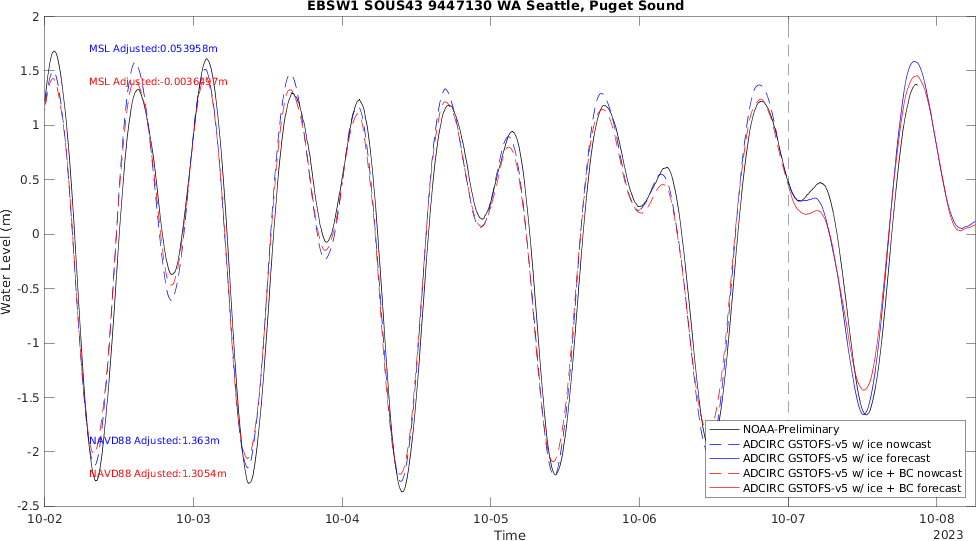 EBSW1 SOUS43 9447130 WA Seattle, Puget Sound
2
1.5
1
0.5
0
-0.5
-1
-1.5
-2
-2.5
Water Level (m)
MSL Adjusted:0.053958m
MSL Adjusted:-0.0036497m
NAVD88 Adjusted:1.363m
NAVD88 Adjusted:1.3054m
NOAA-Preliminary
ADCIRC GSTOFS-v5 w/ ice nowcast
ADCIRC GSTOFS-v5 w/ ice forecast
ADCIRC GSTOFS-v5 w/ ice + BC nowcast
ADCIRC GSTOFS-v5 w/ ice + BC forecast
10-02 10-03 10-04 10-05 10-06 10-07 10-08
Time
2023